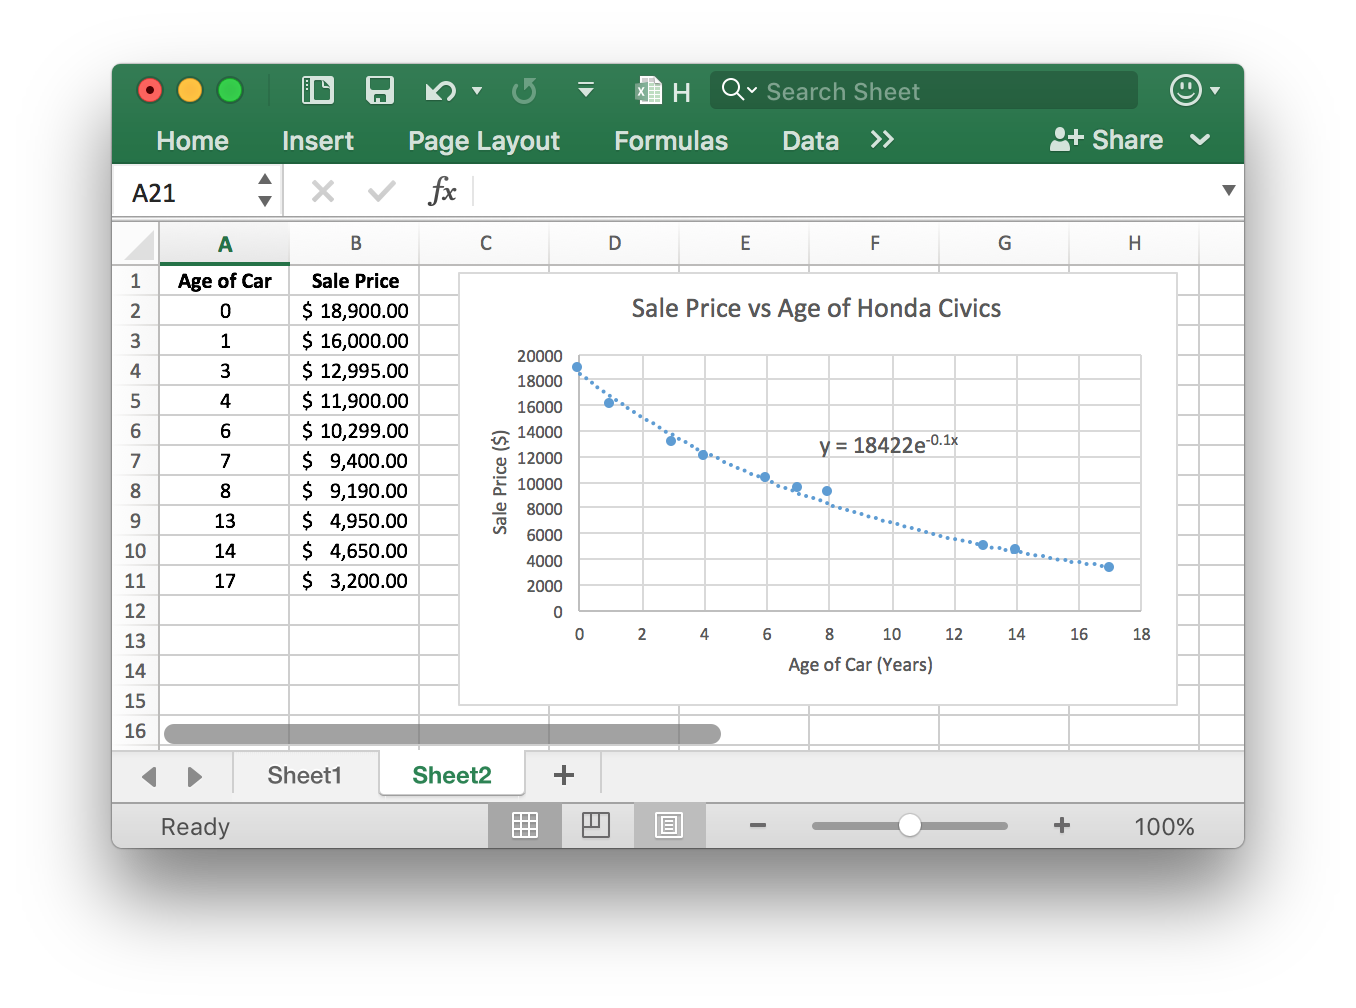 H Search Sheet
Home Insert Page Layout Formulas Data Share
A21 fx
A B C D E F G H
1 Age of Car Sale Price
2 0 $ 18,900.00
3 1 $ 16,000.00
4 3 $ 12,995.00
5 4 $ 11,900.00
6 6 $ 10,299.00
7 7 $ 9,400.00
8 8 $ 9,190.00
9 13 $ 4,950.00
10 14 $ 4,650.00
11 17 $ 3,200.00
12
13
14
15
16
Sale Price vs Age of Honda Civics
20000
18000
16000
14000
12000
10000
8000
6000
4000
2000
0
Sale Price ($)
y = 18422e^-0.1x
0 2 4 6 8 10 12 14 16 18
Age of Car (Years)
Sheet1 Sheet2 +
Ready 100%